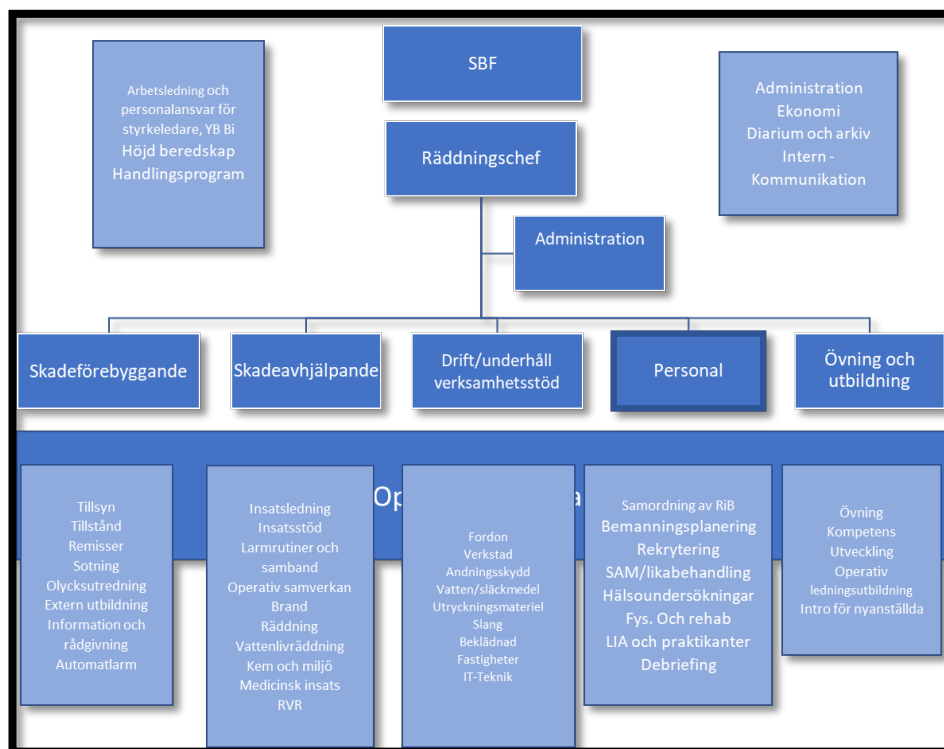 SBF
Arbetsledning och
personalansvar för
styrkeledare, YB Bi
Höjd beredskap
Handlingsprogram
Administration
Ekonomi
Diarium och arkiv
Intern -
Kommunikation
Räddningschef
Administration
Skadeförebyggande
Skadeavhjälpande
Drift/underhåll
verksamhetsstöd
Personal
Övning och
utbildning
Tillsyn
Tillstånd
Remisser
Sotning
Olycksutredning
Extern utbildning
Information och
rådgivning
Automatlarm
Insatsledning
Insatsstöd
Larmrutiner och
samband
Operativ samverkan
Brand
Räddning
Vattenlivräddning
Kem och miljö
Medicinsk insats
RVR
Fordon
Verkstad
Andningsskydd
Vatten/släckmedel
Utryckningsmateriel
Slang
Beklädnad
Fastigheter
IT-Teknik
Samordning av RiB
Bemanningsplanering
Rekrytering
SAM/likabehandling
Hälsoundersökningar
Fys. Och rehab
LIA och praktikanter
Debriefing
Övning
Kompetens
Utveckling
Operativ
ledningsutbildning
Intro för nyanställda